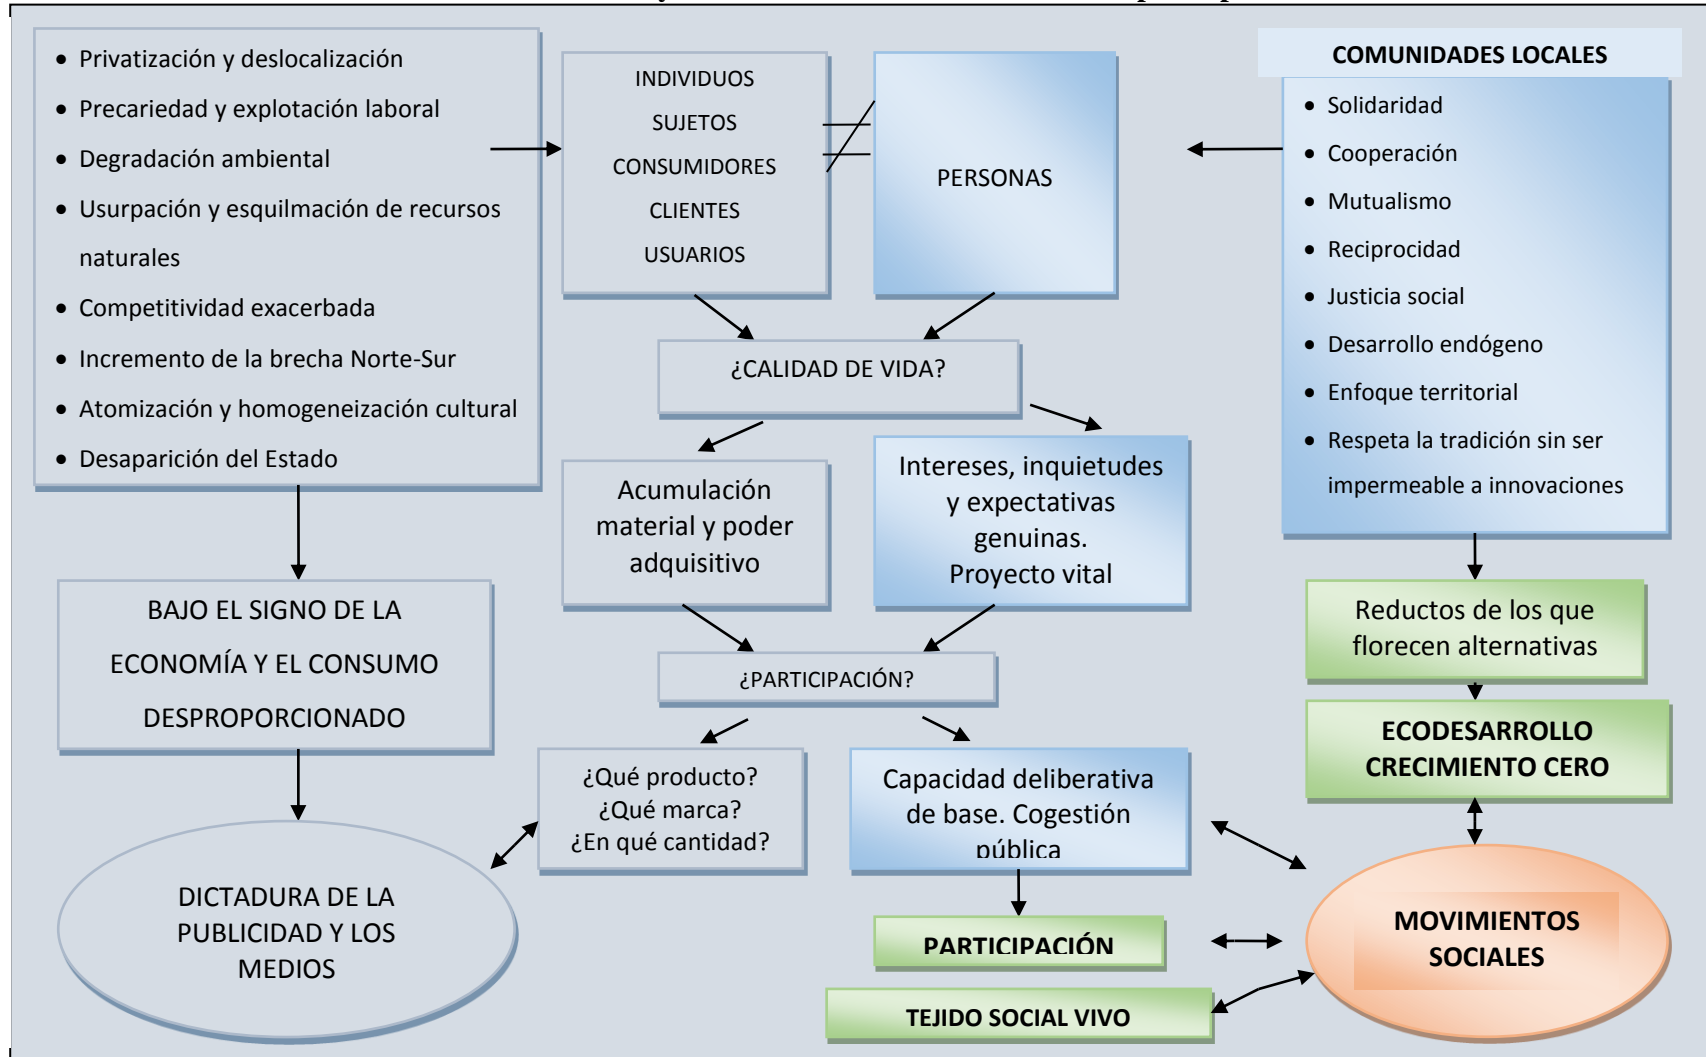 • Privatización y deslocalización
• Precariedad y explotación laboral
• Degradación ambiental
• Usurpación y esquilmación de recursos
naturales
• Competitividad exacerbada
• Incremento de la brecha Norte-Sur
• Atomización y homogeneización cultural
• Desaparición del Estado
INDIVIDUOS
SUJETOS
CONSUMIDORES
CLIENTES
USUARIOS
PERSONAS
COMUNIDADES LOCALES
• Solidaridad
• Cooperación
• Mutualismo
• Reciprocidad
• Justicia social
• Desarrollo endógeno
• Enfoque territorial
• Respeta la tradición sin ser
impermeable a innovaciones
¿CALIDAD DE VIDA?
Acumulación
material y poder
adquisitivo
Intereses, inquietudes
y expectativas
genuinas.
Proyecto vital
BAJO EL SIGNO DE LA
ECONOMÍA Y EL CONSUMO
DESPROPORCIONADO
¿PARTICIPACIÓN?
Reductos de los que
florecen alternativas
ECODESARROLLO
CRECIMIENTO CERO
¿Qué producto?
¿Qué marca?
¿En qué cantidad?
Capacidad deliberativa
de base. Cogestión
pública
DICTADURA DE LA
PUBLICIDAD Y LOS
MEDIOS
PARTICIPACIÓN
TEJIDO SOCIAL VIVO
MOVIMIENTOS
SOCIALES